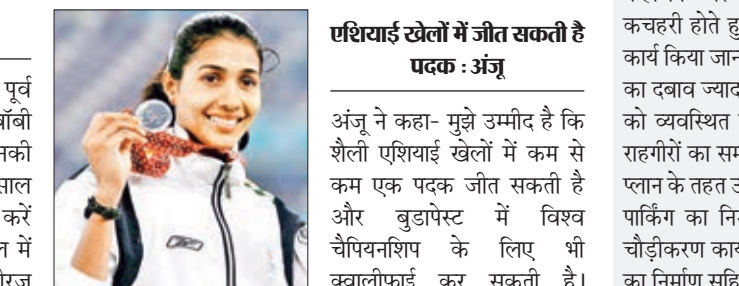 पूर्व
बॉबी
नकी
साल
करें
ल में
एशियाई खेलों में जीत सकती है
पदक : अंजू
अंजू ने कहा- मुझे उम्मीद है कि
शैली एशियाई खेलों में कम से
कम एक पदक जीत सकती है
और बुडापेस्ट में विश्व
चैपियनशिप के लिए भी
क्वालीफाई कर सकती है।
कचहरी होते हु
कार्य किया जान
का दबाव ज्याद
को व्यवस्थित
राहगीरों का सम
प्लान के तहत उ
पार्किंग का नि
चौड़ीकरण कार्य
का निर्माण सहि